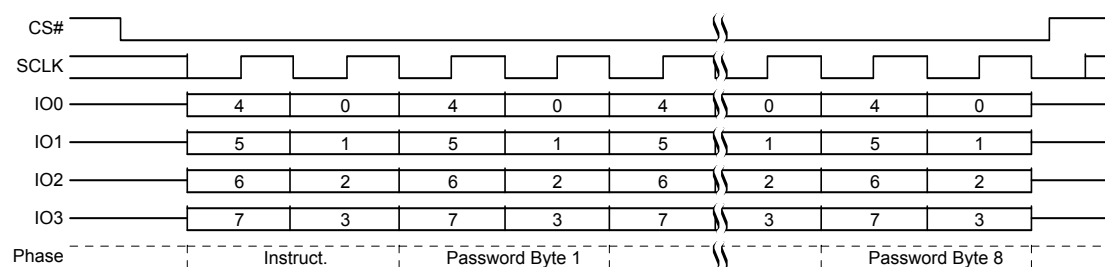 CS#
SCLK
IO0 4 0 4 0 4 0 4 0
IO1 5 1 5 1 5 1 5 1
IO2 6 2 6 2 6 2 6 2
IO3 7 3 7 3 7 3 7 3
Phase Instruct. Password Byte 1 Password Byte 8